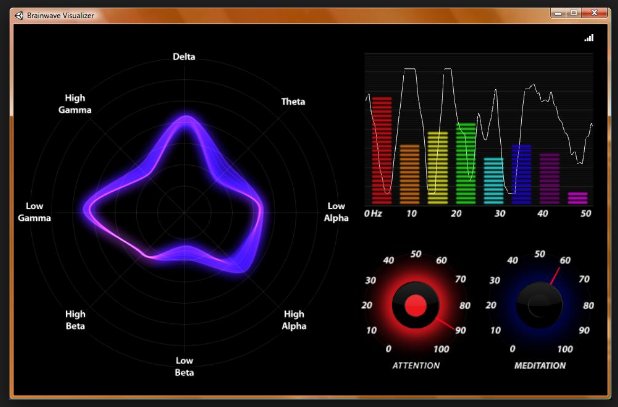 Brainwave Visualizer
Delta
Theta
High
Gamma
Low
Gamma
Low
Alpha
High
Beta
High
Alpha
Low
Beta
0 Hz 10 20 30 40 50
0 10 20 30 40 50 60 70 80 90 100
ATTENTION
0 10 20 30 40 50 60 70 80 90 100
MEDITATION